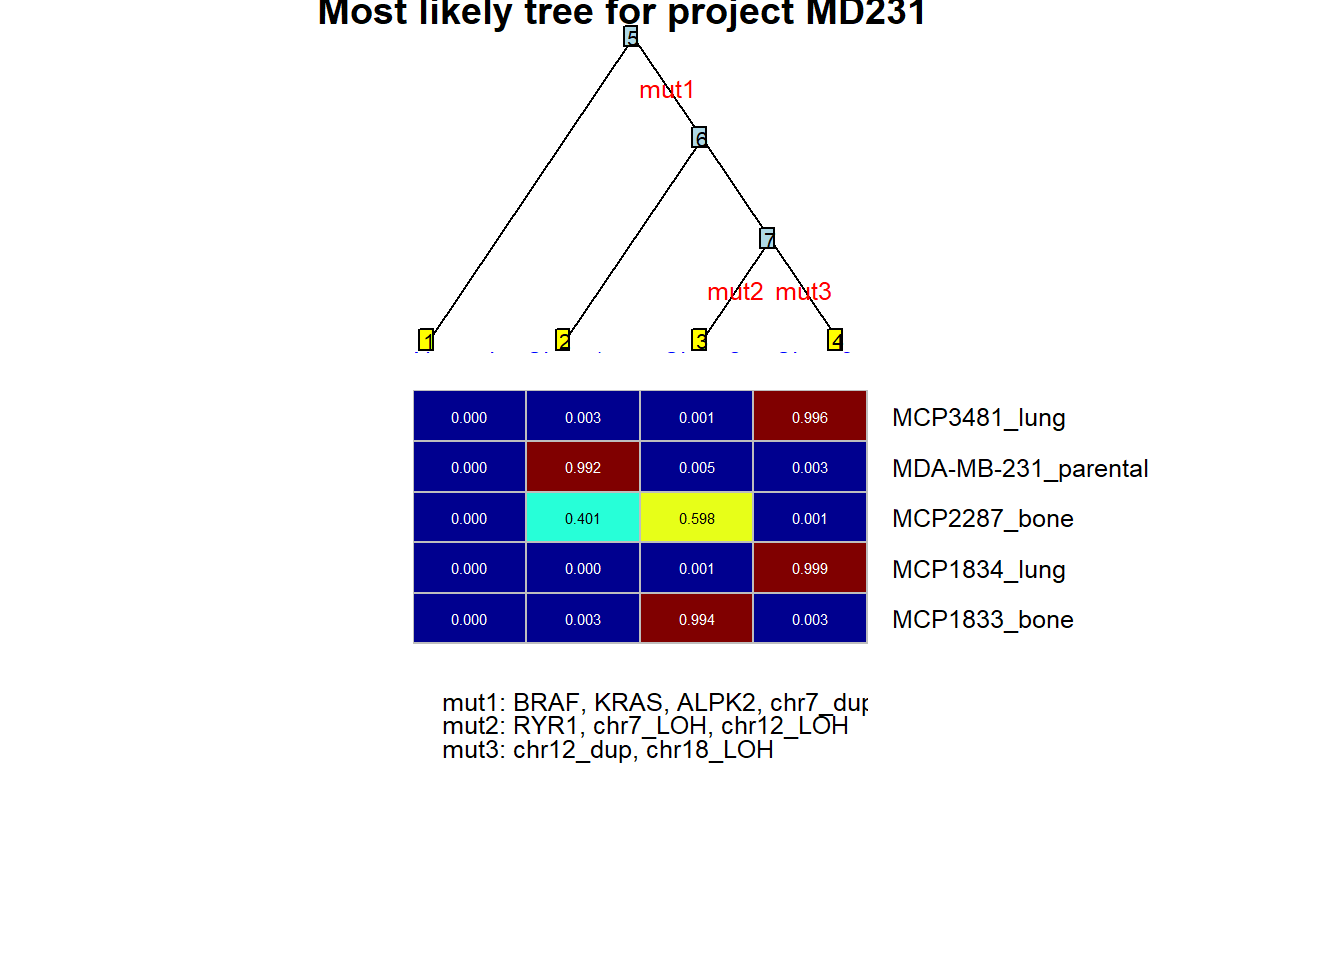 Most likely tree for project MD231
5
mut1
6
7
mut2 mut3
1 2 3 4
0.000 0.003 0.001 0.996 MCP3481_lung
0.000 0.992 0.005 0.003 MDA-MB-231_parental
0.000 0.401 0.598 0.001 MCP2287_bone
0.000 0.000 0.001 0.999 MCP1834_lung
0.000 0.003 0.994 0.003 MCP1833_bone
mut1: BRAF, KRAS, ALPK2, chr7_dup
mut2: RYR1, chr7_LOH, chr12_LOH
mut3: chr12_dup, chr18_LOH